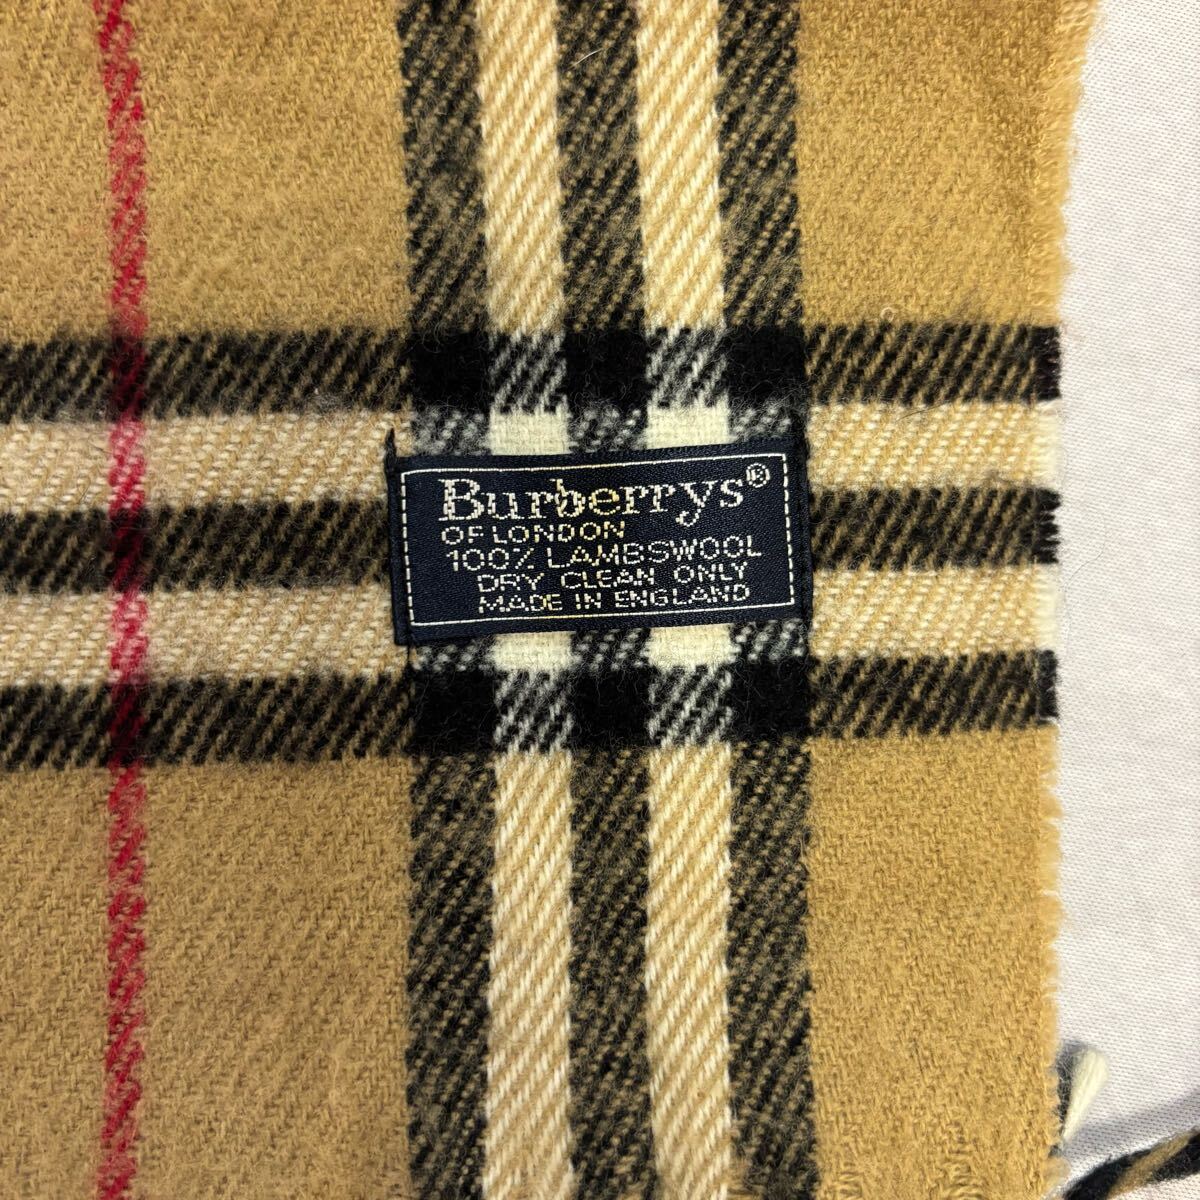 Burberrys®
OF LONDON
100% LAMBSWOOL
DRY CLEAN ONLY
MADE IN ENGLAND